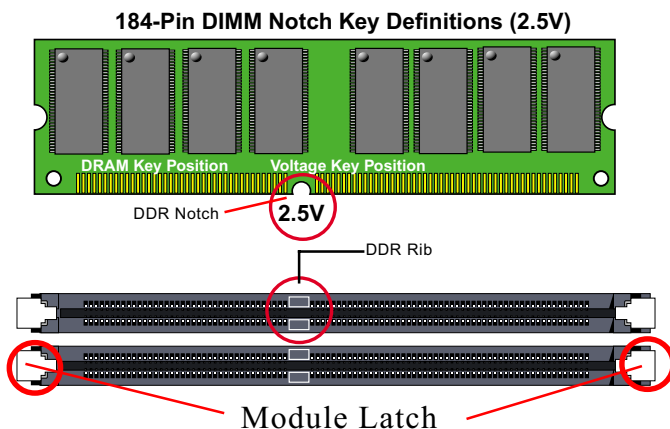 184-Pin DIMM Notch Key Definitions (2.5V)
DRAM Key Position Voltage Key Position
DDR Notch
2.5V
DDR Rib
Module Latch